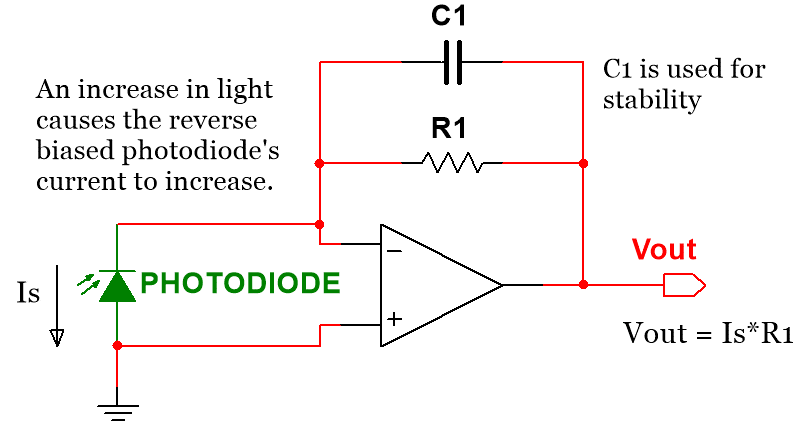 C1
An increase in light
causes the reverse
biased photodiode's
current to increase.
C1 is used for
stability
R1
−
Vout
PHOTODIODE
Is
+
Vout = Is*R1